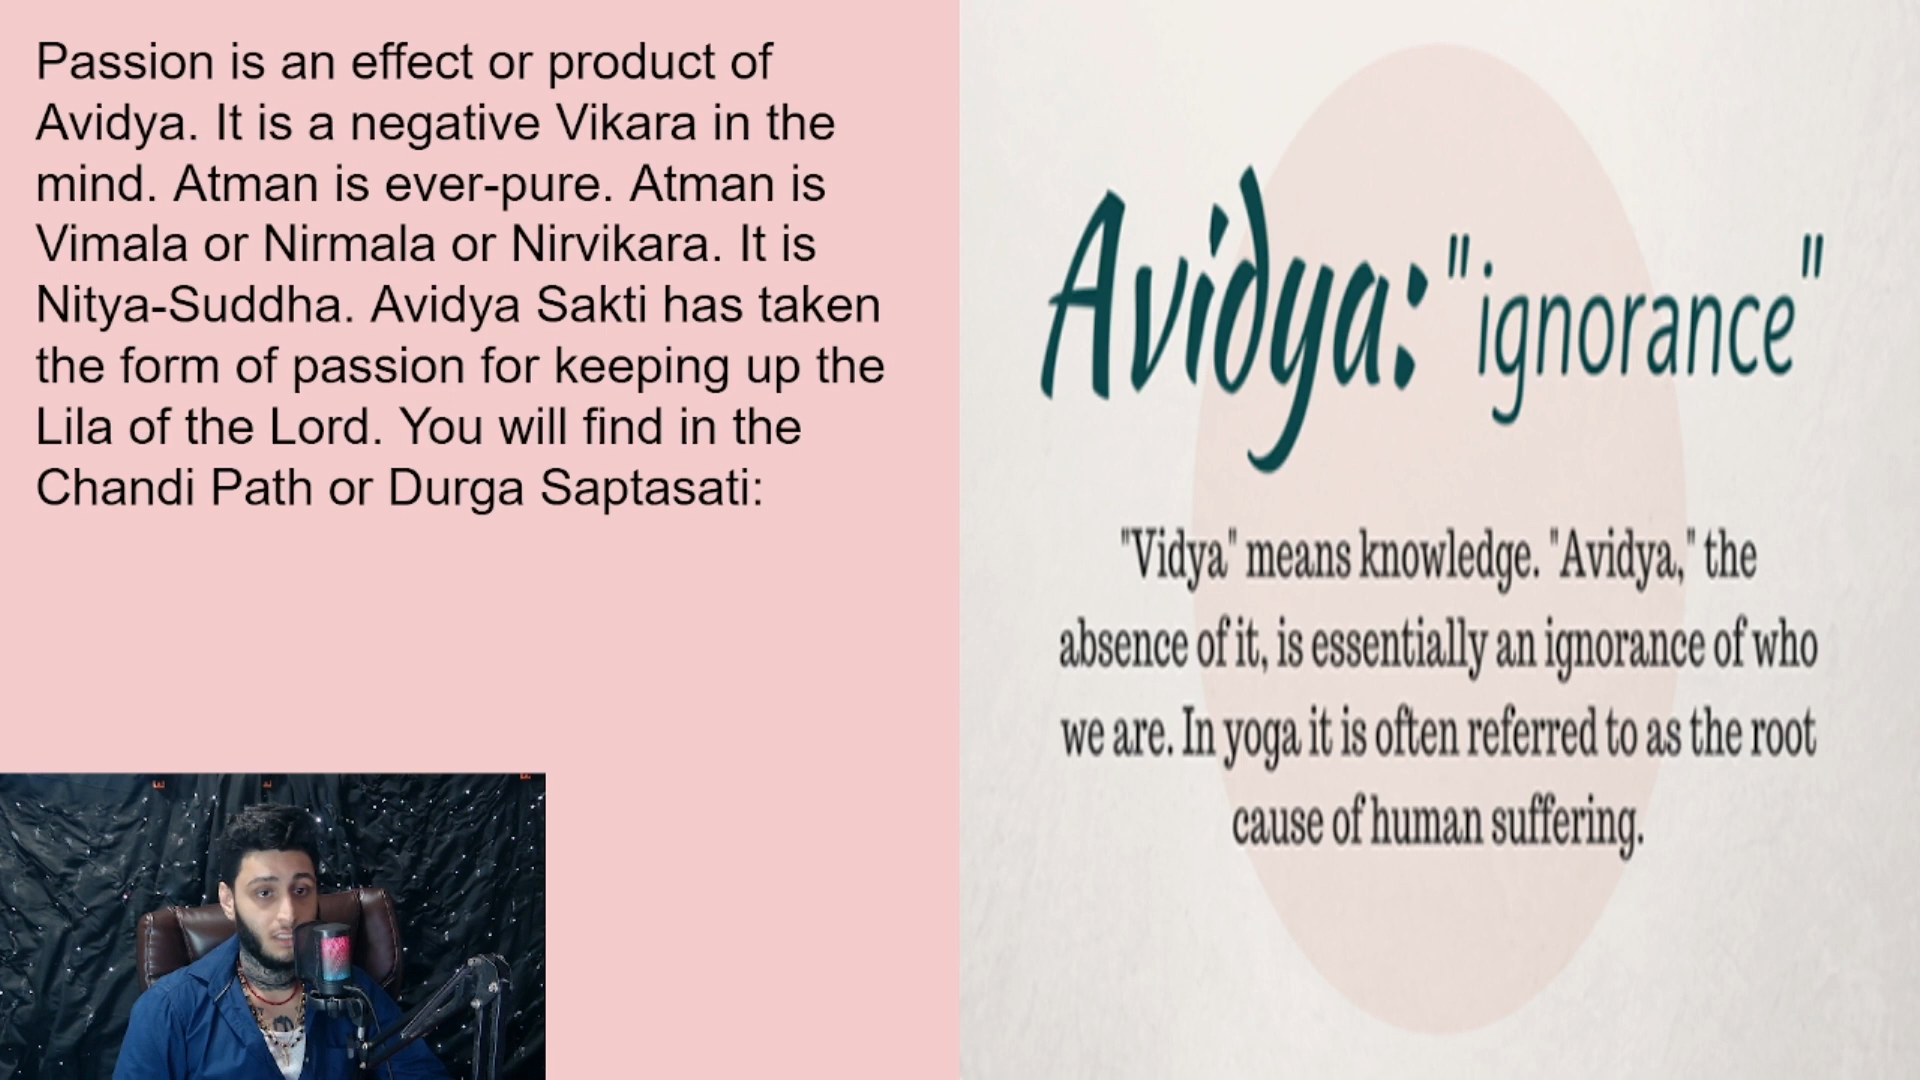 Passion is an effect or product of
Avidya. It is a negative Vikara in the
mind. Atman is ever-pure. Atman is
Vimala or Nirmala or Nirvikara. It is
Nitya-Suddha. Avidya Sakti has taken
the form of passion for keeping up the
Lila of the Lord. You will find in the
Chandi Path or Durga Saptasati:
Avidya: "ignorance"
"Vidya" means knowledge. "Avidya," the
absence of it, is essentially an ignorance of who
we are. In yoga it is often referred to as the root
cause of human suffering.